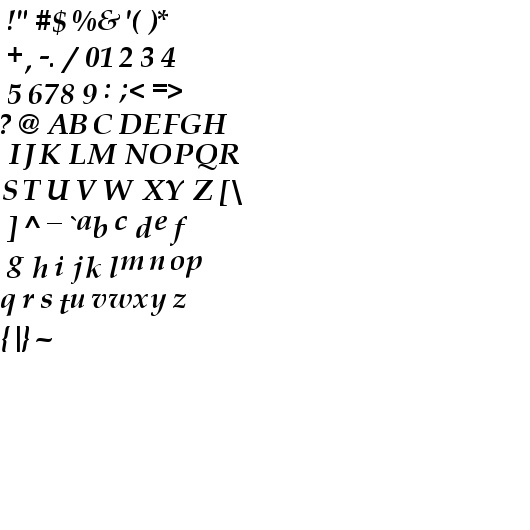 !" #$ %&'( )*
+, -. / 01 2 3 4
5 678 9 : ;< =>
? @ AB C DEFGH
IJK LM NOPQR
ST U V W XY Z [\
] ^ _ `ab c de f
g h i jk lm n op
q r s tu vwxy z
{|} ~